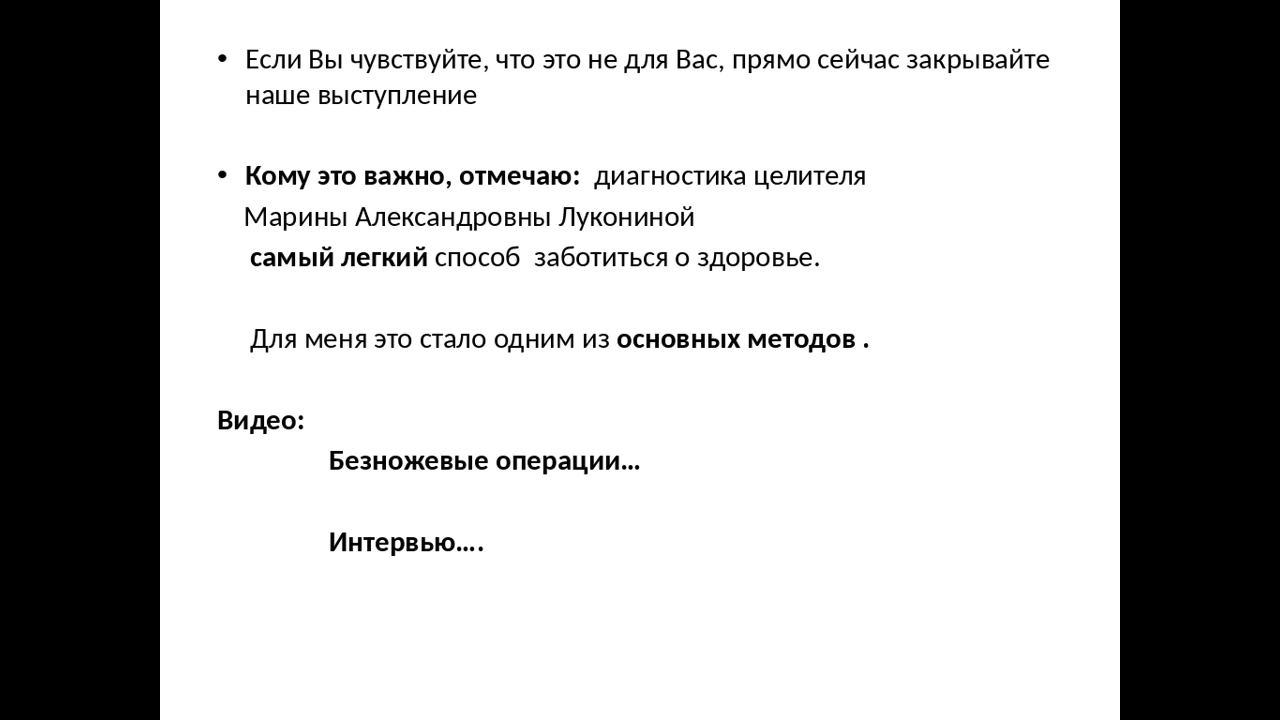 • Если Вы чувствуйте, что это не для Вас, прямо сейчас закрывайте
наше выступление
• Кому это важно, отмечаю:  диагностика целителя
Марины Александровны Лукониной
самый легкий способ  заботиться о здоровье.
Для меня это стало одним из основных методов .
Видео:
Безножевые операции…
Интервью….